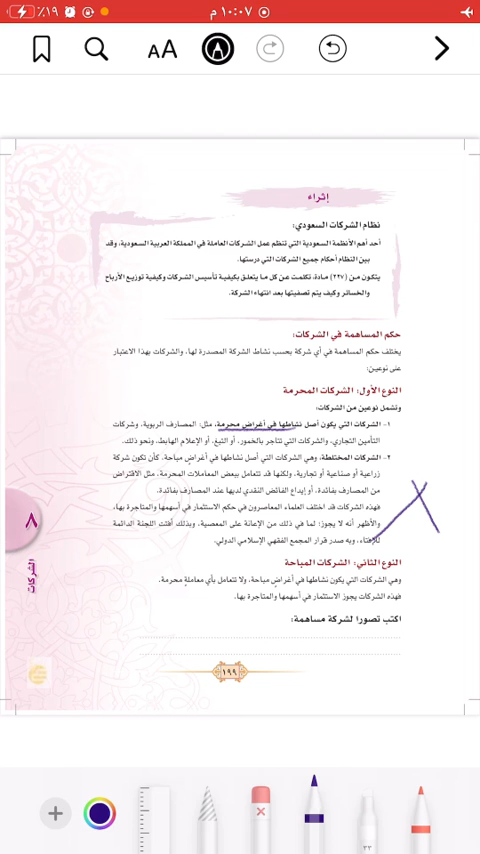 ١٩٪ ١٠:٠٧ م
AA
إثراء
نظام الشركات السعودي:
أحد أهم الأنظمة السعودية التي تنظم عمل الشركات العاملة في المملكة العربية السعودية، وقد
بين النظام أحكام جميع الشركات التي درستها.
يتكون من (٢٢٧) مادة، تكلمت عن كل ما يتعلق بكيفية تأسيس الشركات وكيفية توزيع الأرباح
والخسائر وكيف يتم تصفيتها بعد انتهاء الشركة.
حكم المساهمة في الشركات:
يختلف حكم المساهمة في أي شركة بحسب نشاط الشركة المصدرة لها، والشركات بهذا الاعتبار
على نوعين:
النوع الأول: الشركات المحرمة
وتشمل نوعين من الشركات:
١- الشركات التي يكون أصل نشاطها في أغراض محرمة، مثل: المصارف الربوية، وشركات
التأمين التجاري، والشركات التي تتاجر بالخمور، أو التبغ، أو الإعلام الهابط، ونحو ذلك.
٢- الشركات المختلطة، وهي الشركات التي أصل نشاطها في أغراض مباحة، كأن تكون شركة
زراعية أو صناعية أو تجارية، ولكنها قد تتعامل ببعض المعاملات المحرمة، مثل الاقتراض
من المصارف بفائدة، أو إيداع الفائض النقدي لديها عند المصارف بفائدة.
فهذه الشركات قد اختلف العلماء المعاصرون في حكم الاستثمار في أسهمها والمتاجرة بها،
والأظهر أنه لا يجوز؛ لما في ذلك من الإعانة على المعصية، وبذلك أفتت اللجنة الدائمة
للإفتاء، وبه صدر قرار المجمع الفقهي الإسلامي الدولي.
النوع الثاني: الشركات المباحة
وهي الشركات التي يكون نشاطها في أغراض مباحة، ولا تتعامل بأي معاملة محرمة.
فهذه الشركات يجوز الاستثمار في أسهمها والمتاجرة بها.
اكتب تصورا لشركة مساهمة:
٨
الشركات
١٩٩